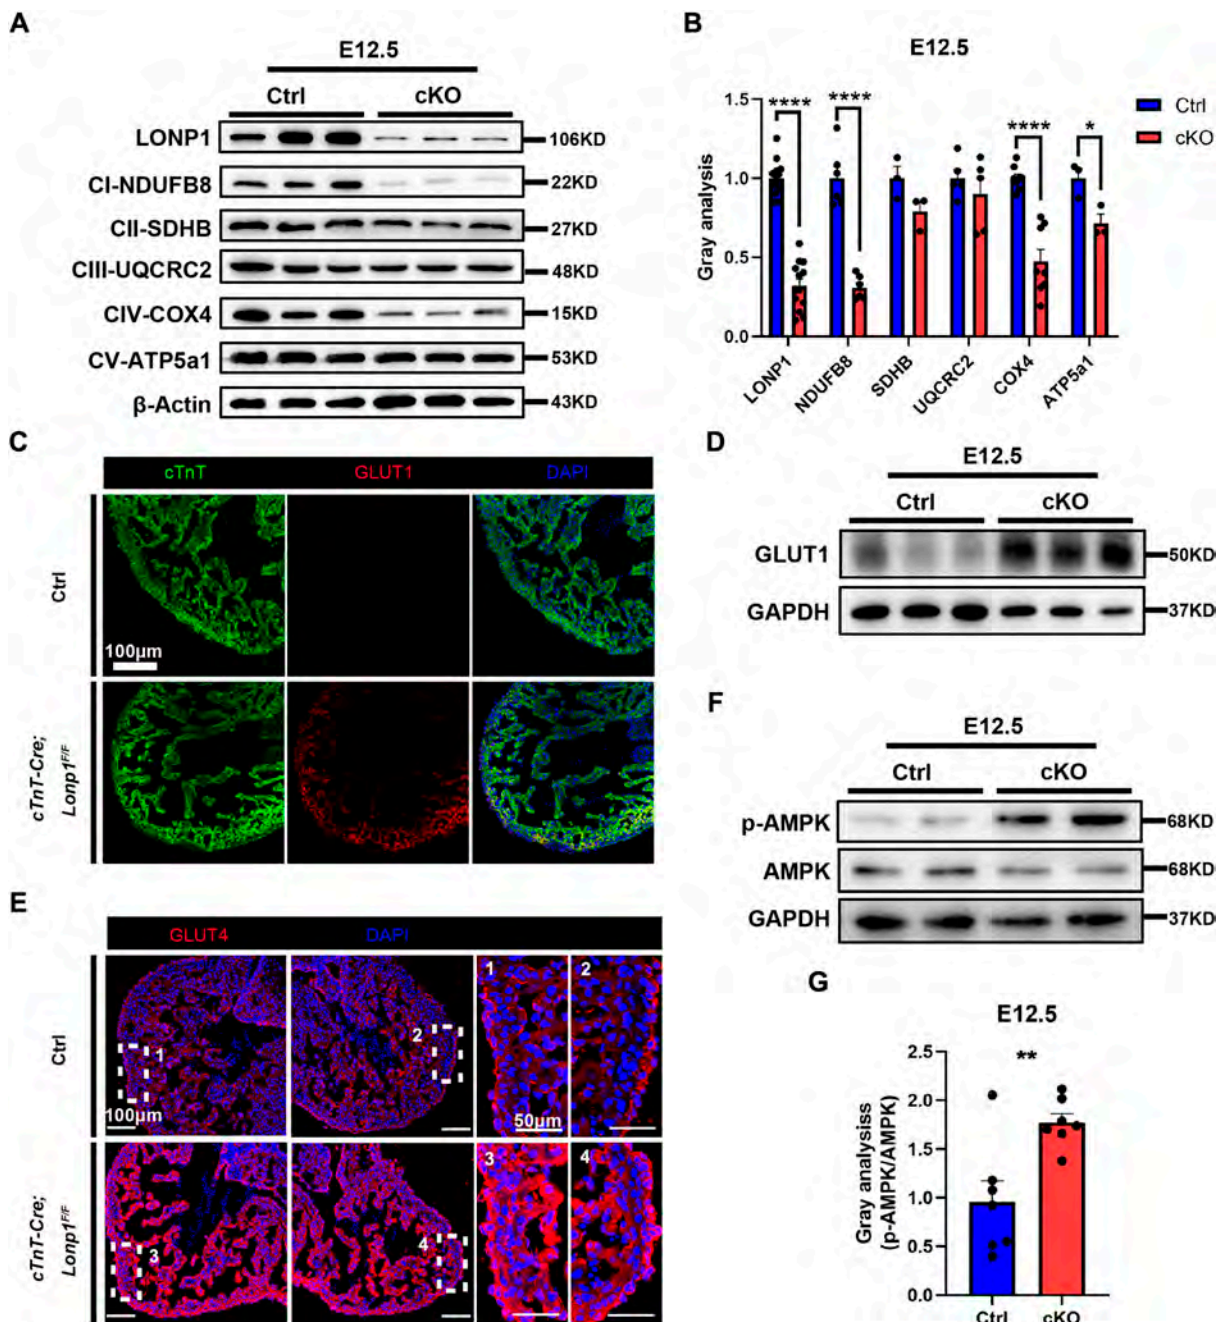 A
E12.5
Ctrl cKO
LONP1 106KD
CI-NDUFB8 22KD
CII-SDHB 27KD
CIII-UQCRC2 48KD
CIV-COX4 15KD
CV-ATP5a1 53KD
β-Actin 43KD
B
E12.5
Gray analysis
1.5
1.0
0.5
0.0
**** **** **** *
LONP1 NDUFB8 SDHB UQCRC2 COX4 ATP5a1
Ctrl
cKO
C
cTnT GLUT1 DAPI
Ctrl
100µm
cTnT-Cre;
Lonp1F/F
D
E12.5
Ctrl cKO
GLUT1 50KD
GAPDH 37KD
E
GLUT4 DAPI
Ctrl
1 2 1 2
100µm 50µm
cTnT-Cre;
Lonp1F/F
3 4 3 4
F
E12.5
Ctrl cKO
p-AMPK 68KD
AMPK 68KD
GAPDH 37KD
G
E12.5
Gray analysiss
(p-AMPK/AMPK)
2.5
2.0
1.5
1.0
0.5
0.0
**
Ctrl cKO